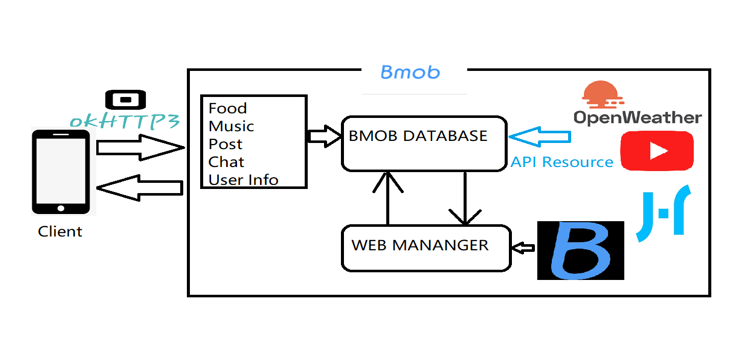 Bmob
OKHTTP3
Food
Music
Post
Chat
User Info
BMOB DATABASE
OpenWeather
API Resource
Client
WEB MANANGER
B